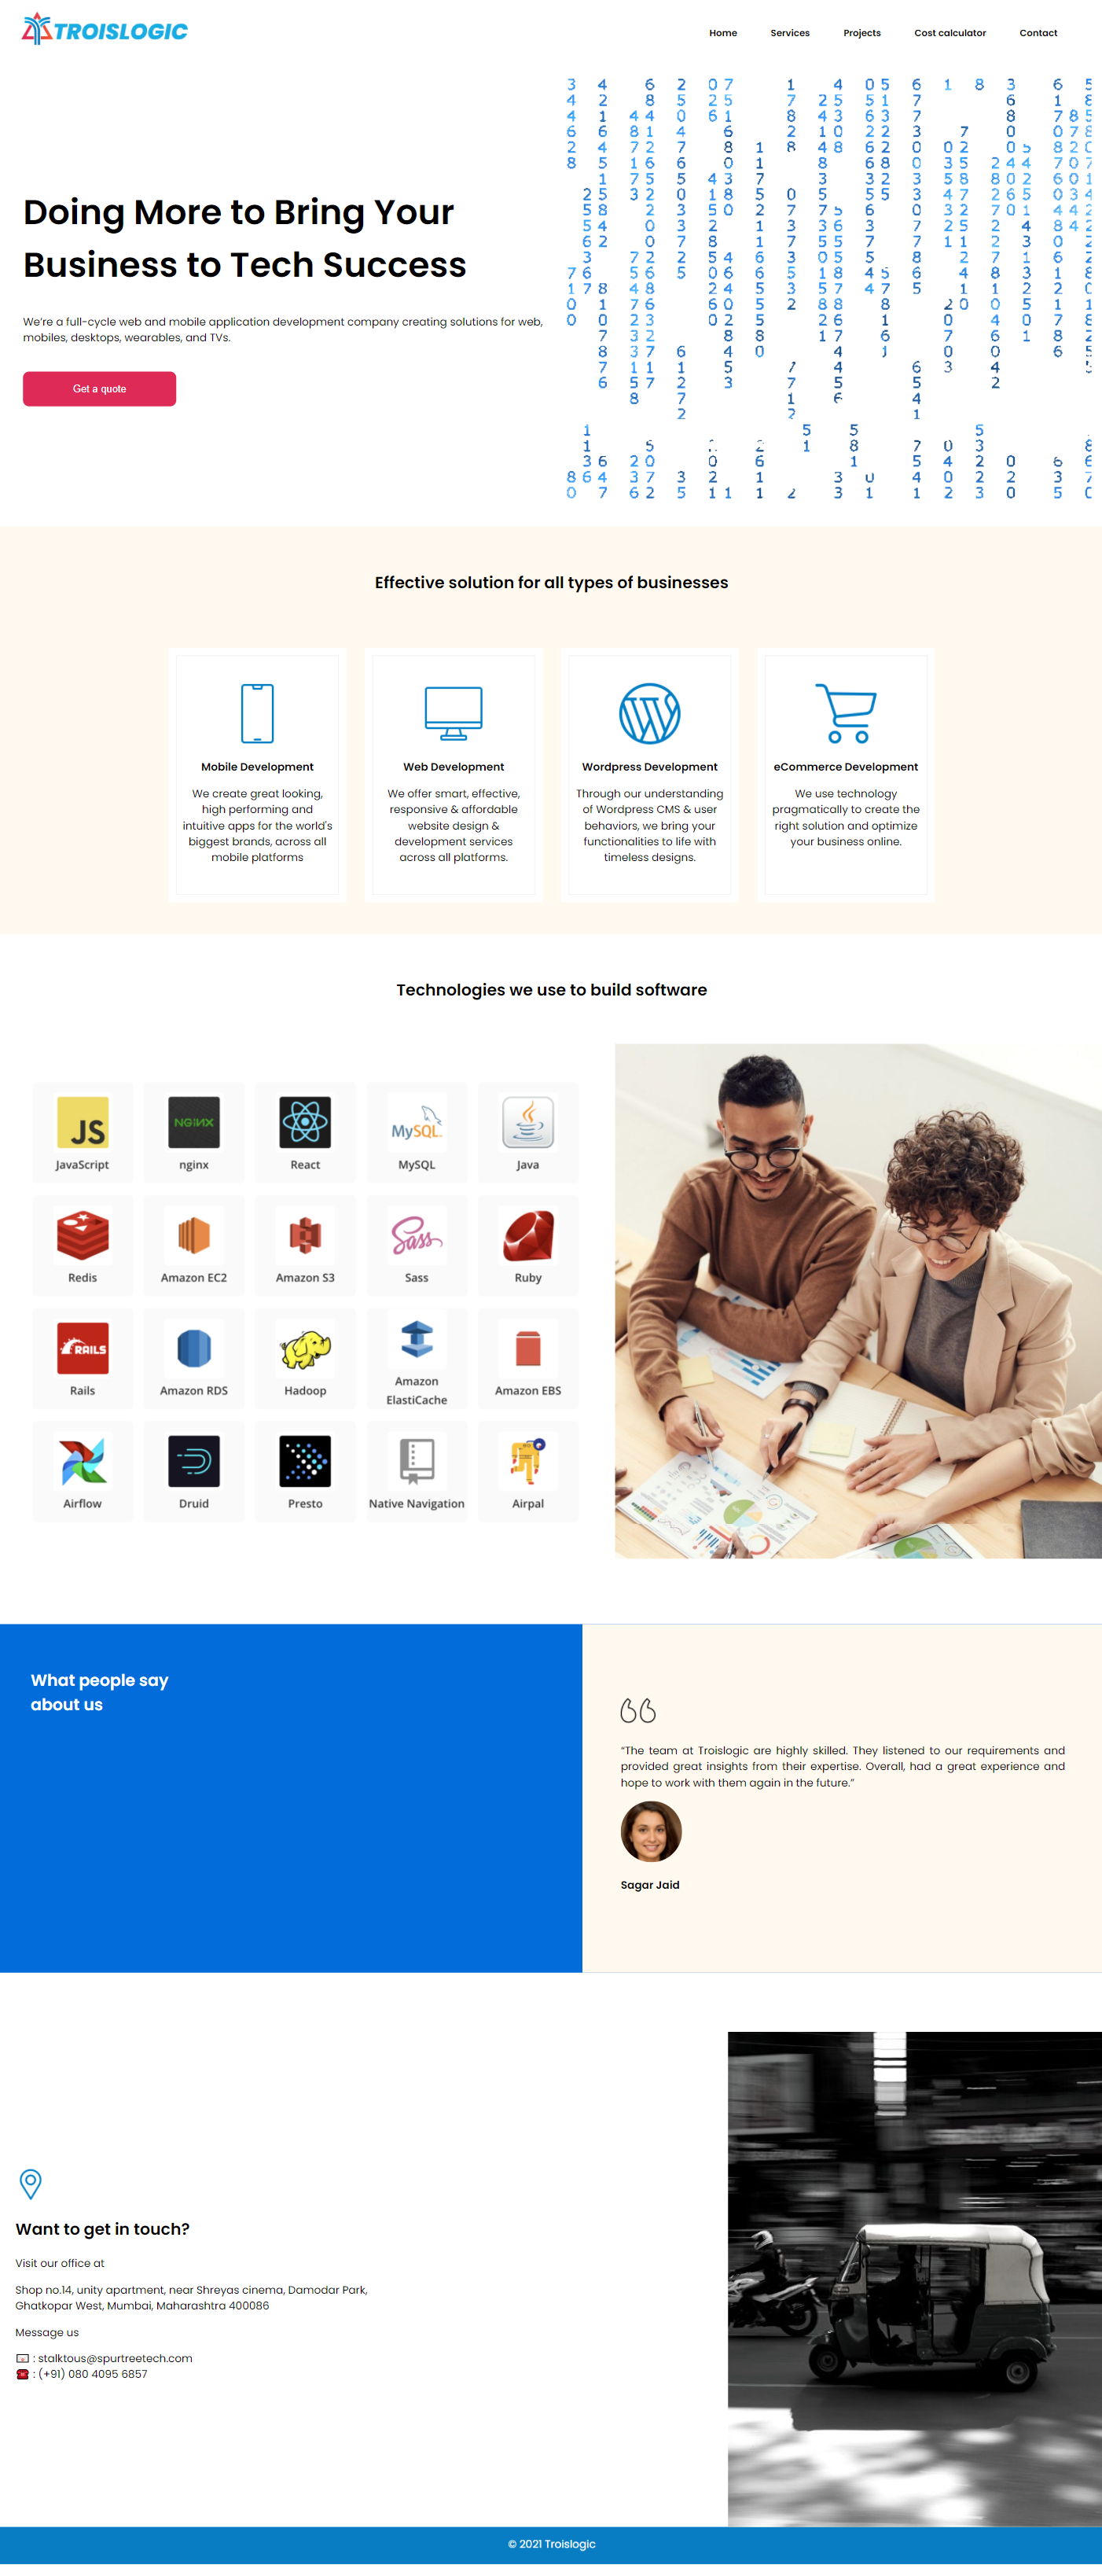 TROISLOGIC
Home Services Projects Cost calculator Contact
Doing More to Bring Your
Business to Tech Success
We're a full-cycle web and mobile application development company creating solutions for web,
mobiles, desktops, wearables, and TVs.
Get a quote
Effective solution for all types of businesses
Mobile Development
We create great looking,
high performing and
intuitive apps for the world's
biggest brands, across all
mobile platforms
Web Development
We offer smart, effective,
responsive & affordable
website design &
development services
across all platforms.
Wordpress Development
Through our understanding
of Wordpress CMS & user
behaviors, we bring your
functionalities to life with
timeless designs.
eCommerce Development
We use technology
pragmatically to create the
right solution and optimize
your business online.
Technologies we use to build software
JS NGINX MySQL
JavaScript nginx React MySQL Java
Sass
Redis Amazon EC2 Amazon S3 Sass Ruby
RAILS
Rails Amazon RDS Hadoop Amazon
ElastiCache Amazon EBS
Airflow Druid Presto Native Navigation Airpal
What people say
about us
“The team at Troislogic are highly skilled. They listened to our requirements and
provided great insights from their expertise. Overall, had a great experience and
hope to work with them again in the future.”
Sagar Jaid
Want to get in touch?
Visit our office at
Shop no.14, unity apartment, near Shreyas cinema, Damodar Park,
Ghatkopar West, Mumbai, Maharashtra 400086
Message us
: stalktous@spurtreetech.com
: (+91) 080 4095 6857
© 2021 Troislogic